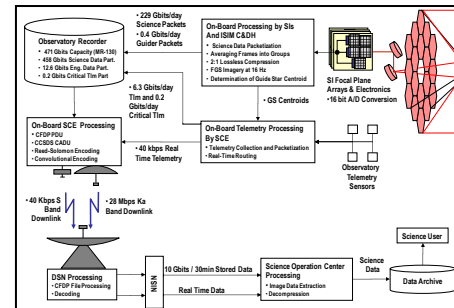 Observatory Recorder
• 471 Gbits Capacity (MR-130)
• 458 Gbits Science Data Part.
• 12.6 Gbits Eng. Data Part.
• 0.2 Gbits Critical Tlm Part
• 229 Gbits/day
Science Packets
• 0.4 Gbits/day
Guider Packets
On-Board Processing by SIs
and ISIM C&DH
• Science Data Packetization
• Averaging Frames into Groups
• 2:1 Lossless Compression
• FGS Imagery at 16 Hz
• Determination of Guide Star Centroid
SI Focal Plane
Arrays & Electronics
• 16 bit A/D Conversion
• 6.3 Gbits/day
Tlm and 0.2
Gbits/day
Critical Tlm
• GS Centroids
On-Board SCE Processing
• CFDP PDU
• CCSDS CADU
• Reed-Solomon Encoding
• Convolutional Encoding
• 40 kbps Real
Time Telemetry
On-Board Telemetry Processing
By SCE
• Telemetry Collection and Packetization
• Real-Time Routing
Observatory
Telemetry
Sensors
• 40 Kbps S
Band
Downlink
• 28 Mbps Ka
Band Downlink
DSN Processing
• CFDP File Processing
• Decoding
NISN
10 Gbits / 30min Stored Data
Real Time Data
Science Operation Center
Processing
• Image Data Extraction
• Decompression
Science
Data
Science User
Data Archive